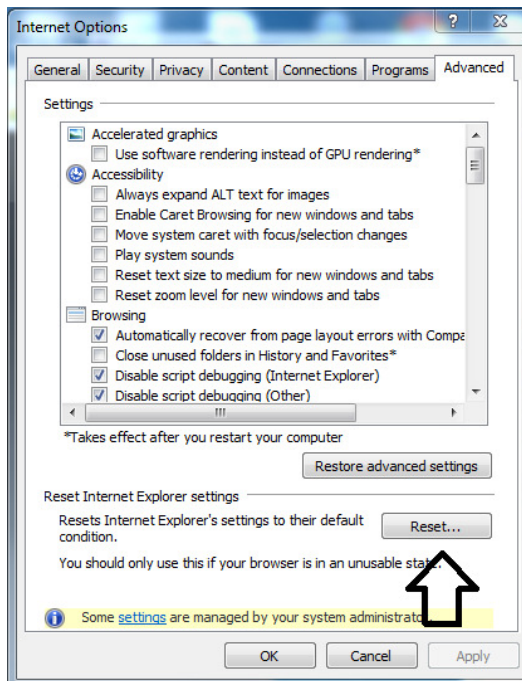 Internet Options
General Security Privacy Content Connections Programs Advanced
Settings
Accelerated graphics
Use software rendering instead of GPU rendering*
Accessibility
Always expand ALT text for images
Enable Caret Browsing for new windows and tabs
Move system caret with focus/selection changes
Play system sounds
Reset text size to medium for new windows and tabs
Reset zoom level for new windows and tabs
Browsing
Automatically recover from page layout errors with Compa
Close unused folders in History and Favorites*
Disable script debugging (Internet Explorer)
Disable script debugging (Other)
*Takes effect after you restart your computer
Restore advanced settings
Reset Internet Explorer settings
Resets Internet Explorer's settings to their default
condition.
Reset...
You should only use this if your browser is in an unusable state.
Some settings are managed by your system administrator.
OK Cancel Apply